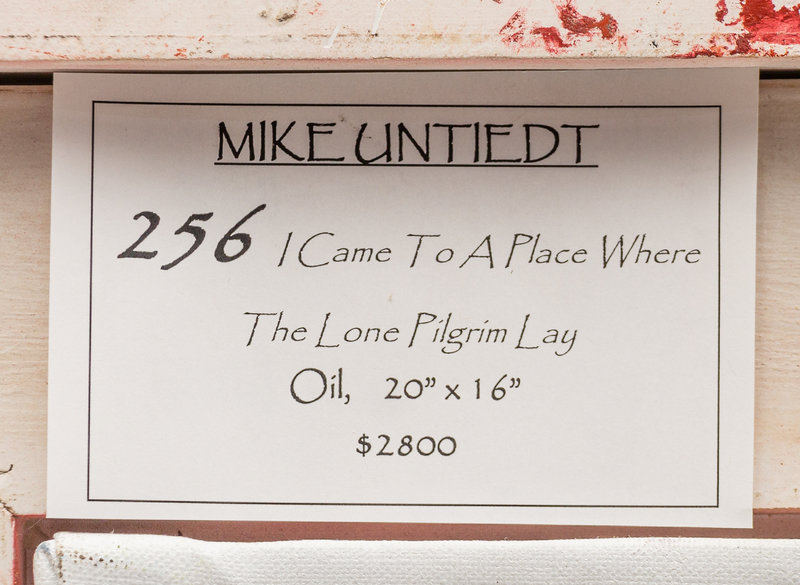 MIKE UNTIEDT
256 I Came To A Place Where
The Lone Pilgrim Lay
Oil, 20” x 16”
$2800